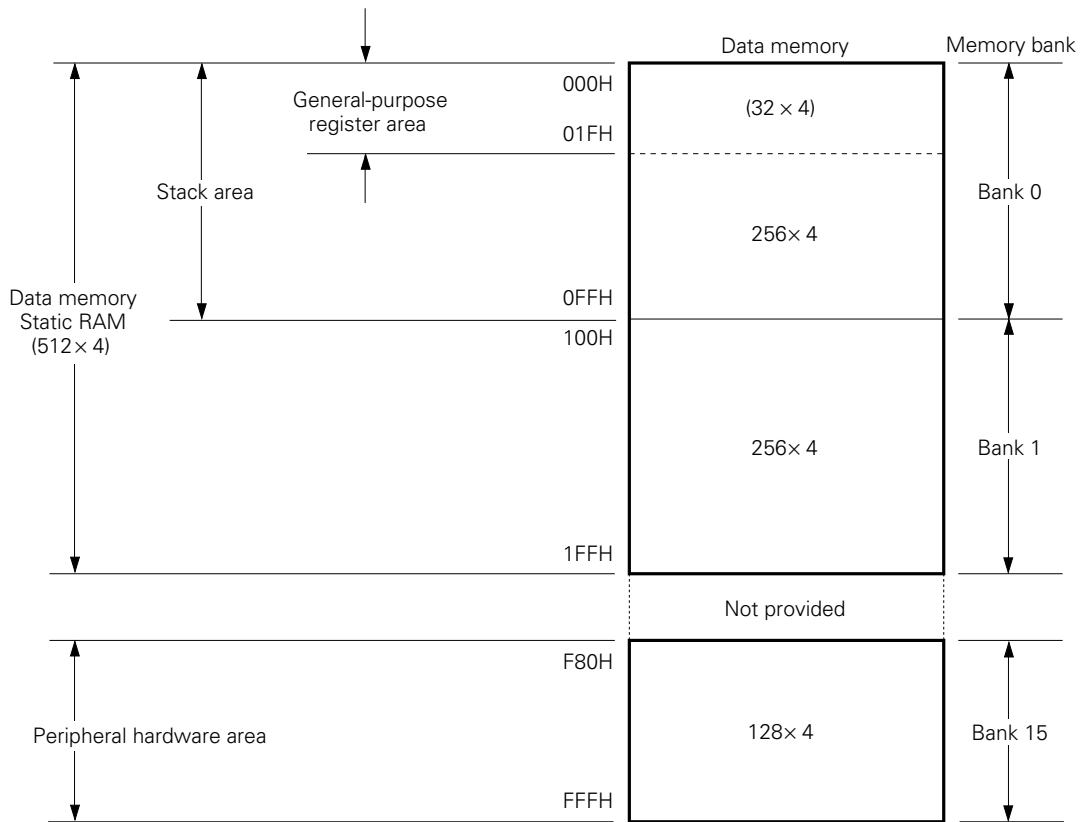 Data memory
Memory bank
000H
(32 × 4)
General-purpose
register area
01FH
Stack area
Bank 0
256× 4
0FFH
Data memory
Static RAM
(512× 4)
100H
256× 4
Bank 1
1FFH
Not provided
F80H
Peripheral hardware area
128× 4
Bank 15
FFFH